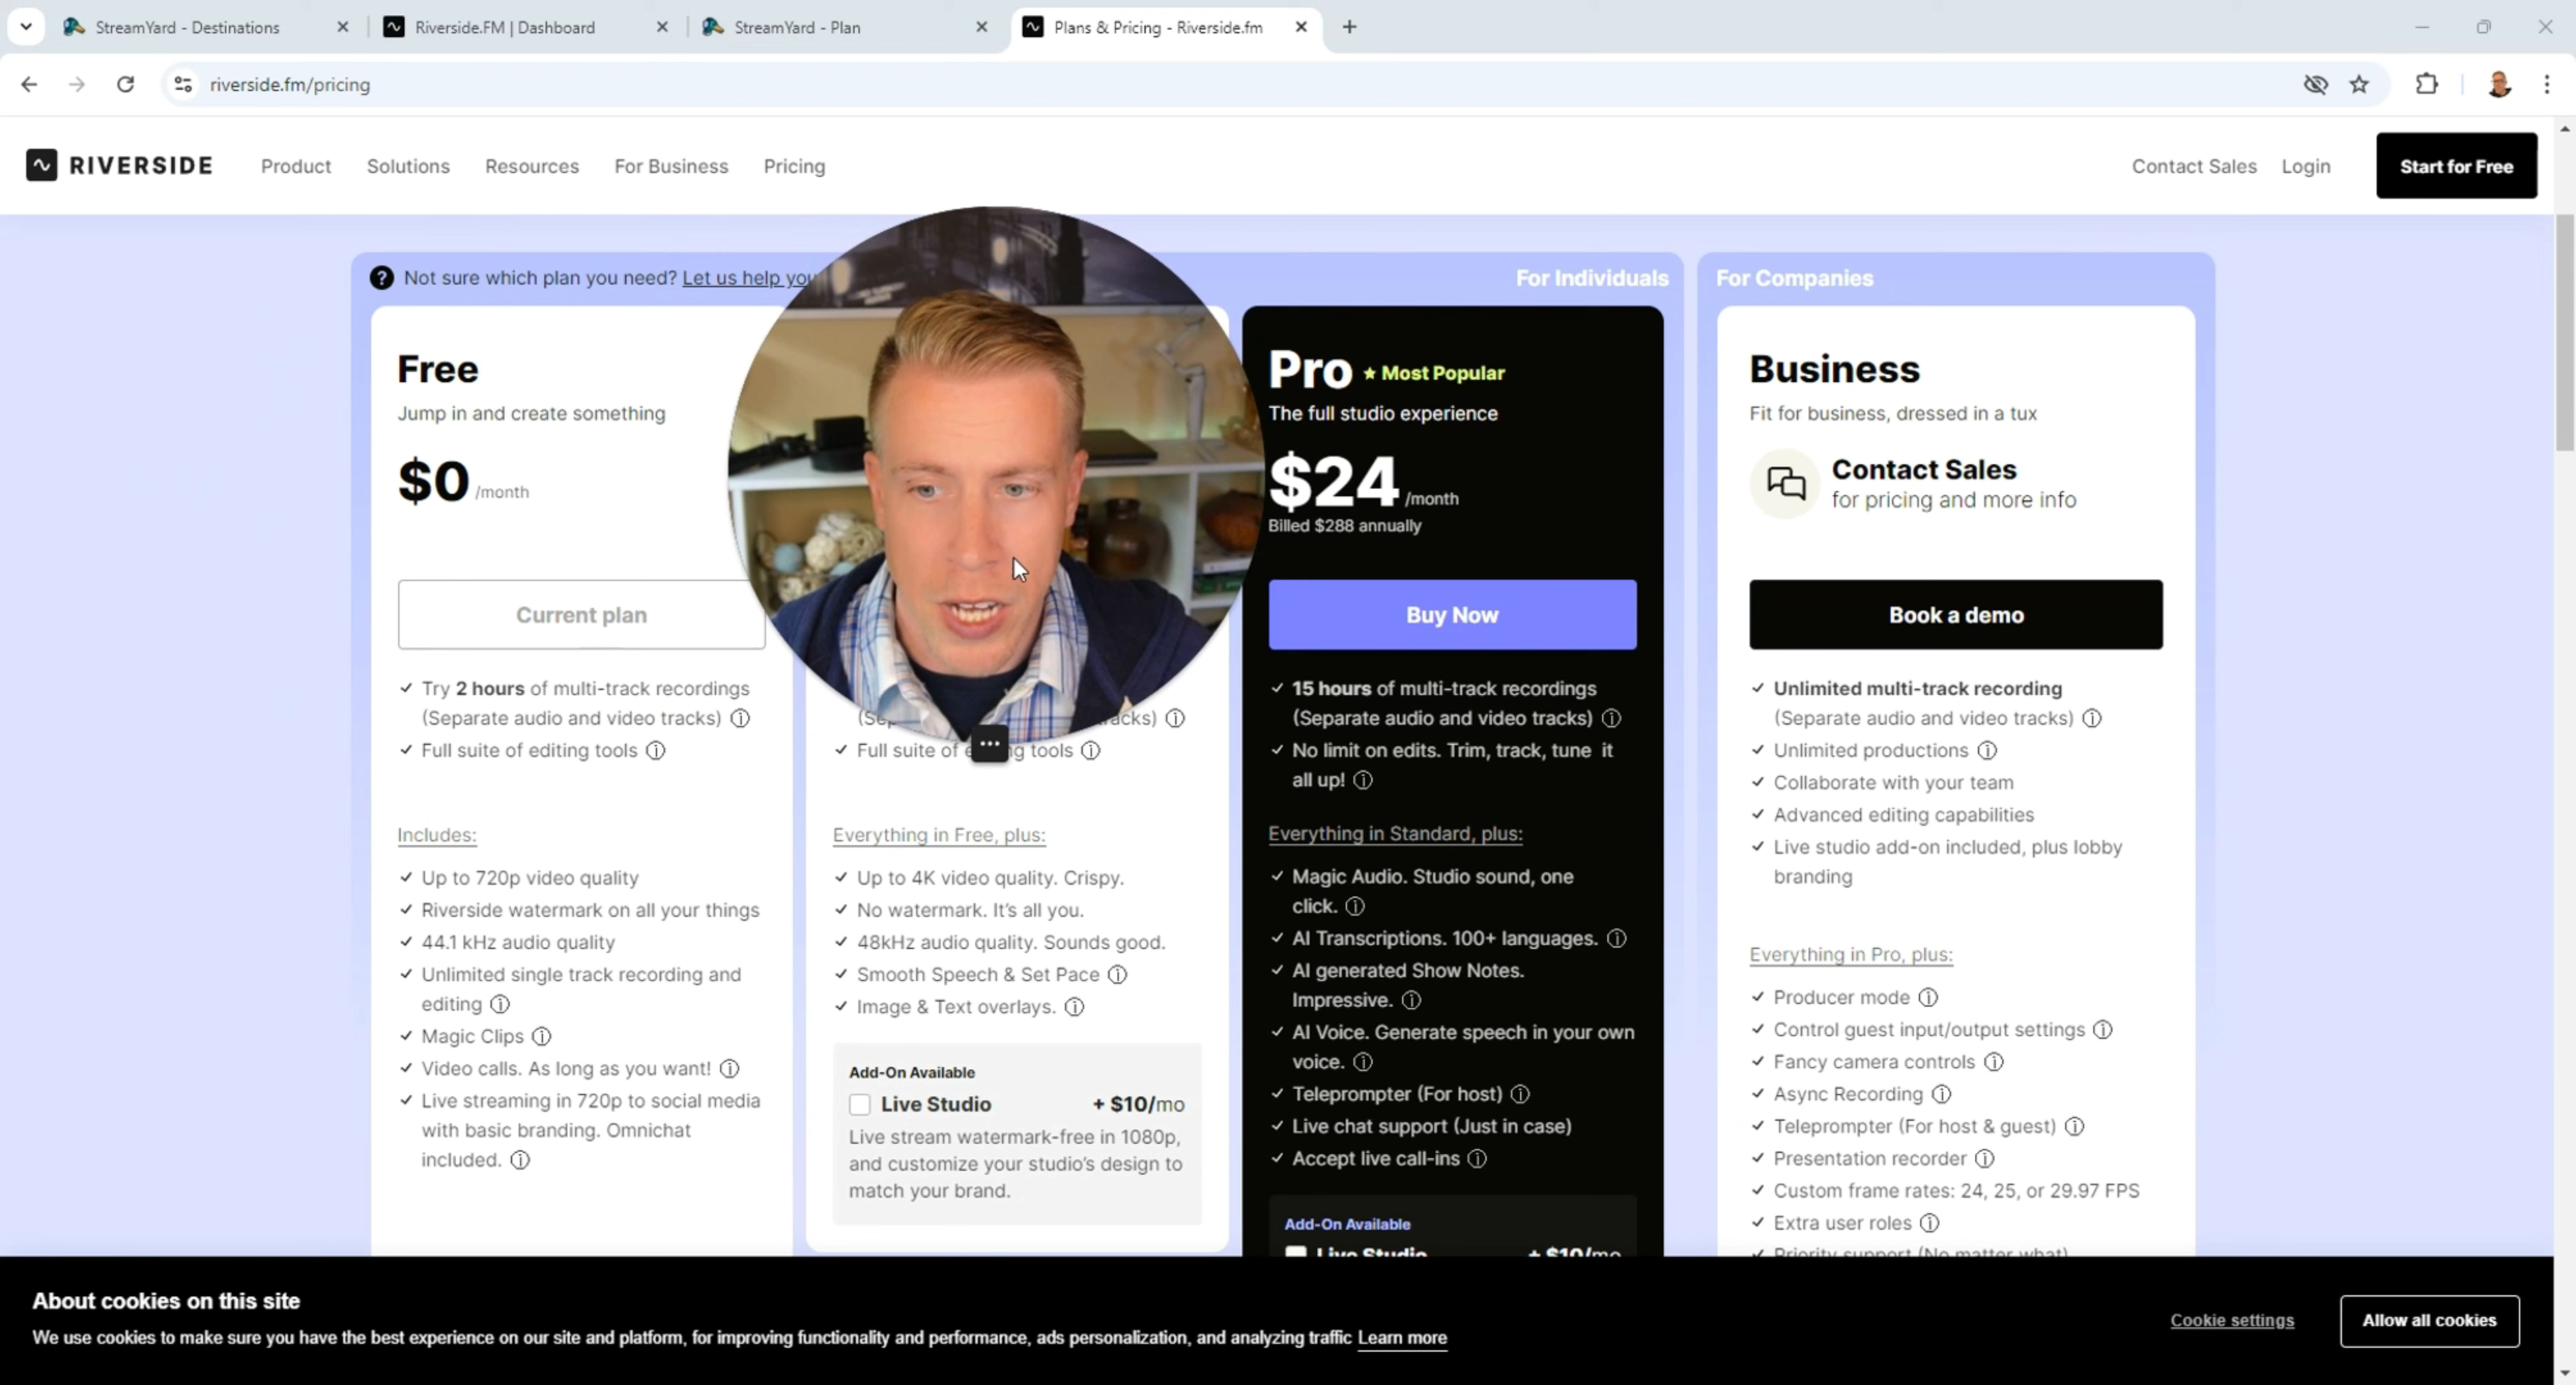 StreamYard - Destinations
Riverside.FM | Dashboard
StreamYard - Plan
Plans & Pricing - Riverside.fm
riverside.fm/pricing
RIVERSIDE
Product
Solutions
Resources
For Business
Pricing
Contact Sales
Login
Start for Free
Not sure which plan you need? Let us help you
For Individuals
For Companies
Free
Jump in and create something
$0 /month
Current plan
Try 2 hours of multi-track recordings
(Separate audio and video tracks)
Full suite of editing tools
Includes:
Up to 720p video quality
Riverside watermark on all your things
44.1 kHz audio quality
Unlimited single track recording and
editing
Magic Clips
Video calls. As long as you want!
Live streaming in 720p to social media
with basic branding. Omnichat
included.
Full suite of tools
Everything in Free, plus:
Up to 4K video quality. Crispy.
No watermark. It's all you.
48kHz audio quality. Sounds good.
Smooth Speech & Set Pace
Image & Text overlays.
Add-On Available
Live Studio + $10/mo
Live stream watermark-free in 1080p,
and customize your studio's design to
match your brand.
Pro ★ Most Popular
The full studio experience
$24 /month
Billed $288 annually
Buy Now
15 hours of multi-track recordings
(Separate audio and video tracks)
No limit on edits. Trim, track, tune it
all up!
Everything in Standard, plus:
Magic Audio. Studio sound, one
click.
AI Transcriptions. 100+ languages.
AI generated Show Notes.
Impressive.
AI Voice. Generate speech in your own
voice.
Teleprompter (For host)
Live chat support (Just in case)
Accept live call-ins
Add-On Available
Live Studio + $10/mo
Business
Fit for business, dressed in a tux
Contact Sales
for pricing and more info
Book a demo
Unlimited multi-track recording
(Separate audio and video tracks)
Unlimited productions
Collaborate with your team
Advanced editing capabilities
Live studio add-on included, plus lobby
branding
Everything in Pro, plus:
Producer mode
Control guest input/output settings
Fancy camera controls
Async Recording
Teleprompter (For host & guest)
Presentation recorder
Custom frame rates: 24, 25, or 29.97 FPS
Extra user roles
Priority support (No matter what)
About cookies on this site
We use cookies to make sure you have the best experience on our site and platform, for improving functionality and performance, ads personalization, and analyzing traffic Learn more
Cookie settings
Allow all cookies